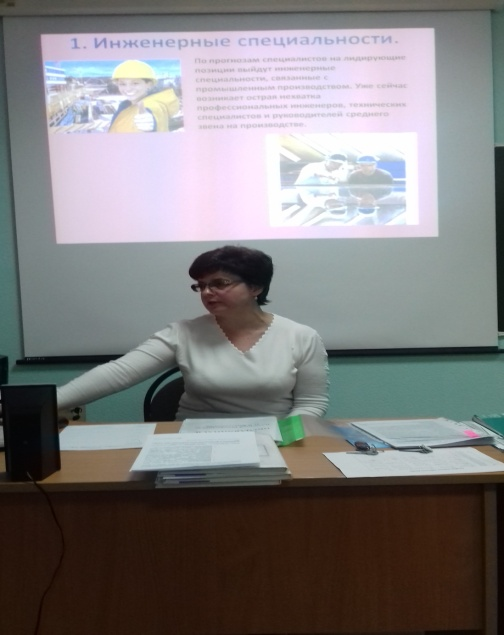 1. Инженерные специальности.
По прогнозам специалистов на лидирующие
позиции выйдут инженерные
специальности, связанные с
промышленным производством. Уже сейчас
возникает острая нехватка
профессиональных инженеров, технических
специалистов и руководителей среднего
звена на производстве.